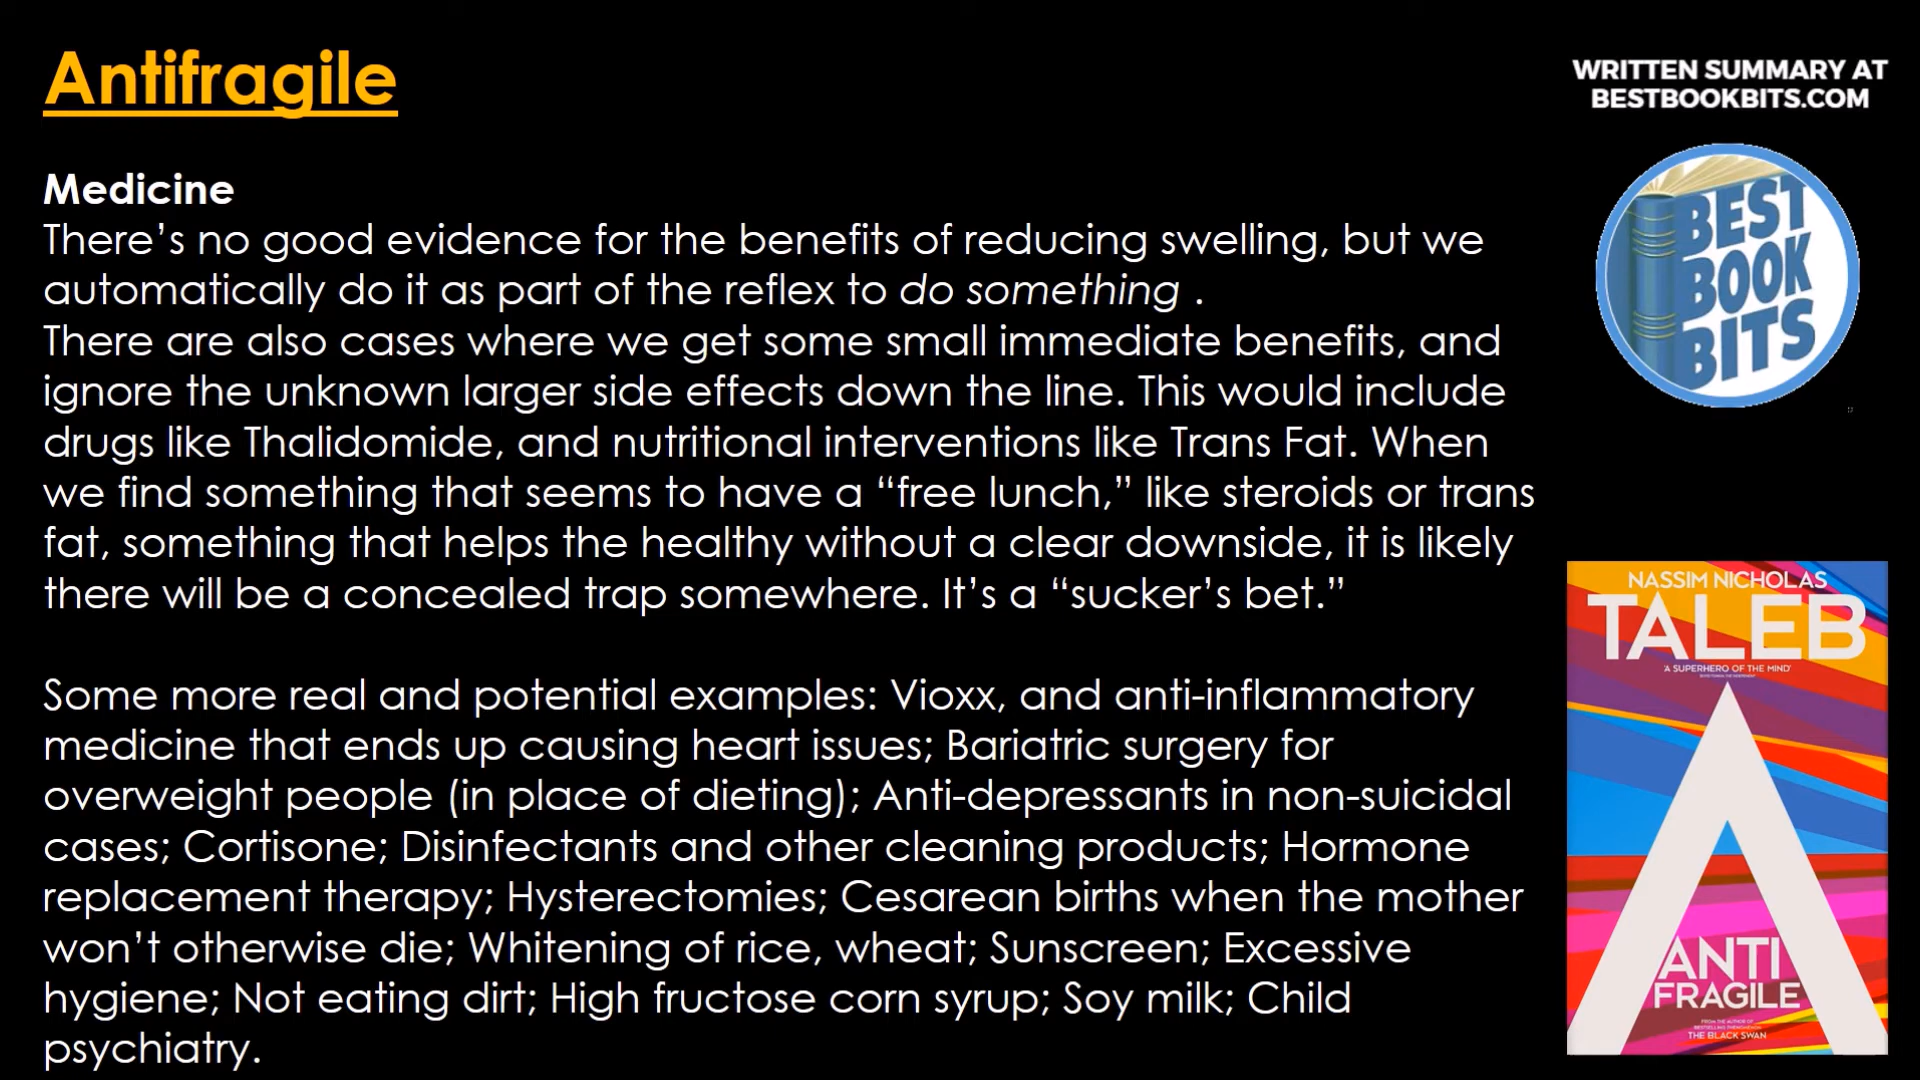 Antifragile
Medicine
There’s no good evidence for the benefits of reducing swelling, but we
automatically do it as part of the reflex to do something .
There are also cases where we get some small immediate benefits, and
ignore the unknown larger side effects down the line. This would include
drugs like Thalidomide, and nutritional interventions like Trans Fat. When
we find something that seems to have a “free lunch,” like steroids or trans
fat, something that helps the healthy without a clear downside, it is likely
there will be a concealed trap somewhere. It’s a “sucker’s bet.”
Some more real and potential examples: Vioxx, and anti-inflammatory
medicine that ends up causing heart issues; Bariatric surgery for
overweight people (in place of dieting); Anti-depressants in non-suicidal
cases; Cortisone; Disinfectants and other cleaning products; Hormone
replacement therapy; Hysterectomies; Cesarean births when the mother
won’t otherwise die; Whitening of rice, wheat; Sunscreen; Excessive
hygiene; Not eating dirt; High fructose corn syrup; Soy milk; Child
psychiatry.
WRITTEN SUMMARY AT
BESTBOOKBITS.COM
BEST
BOOK
BITS
NASSIM NICHOLAS
TALEB
'A SUPERHERO OF THE MIND'
ANTI
FRAGILE
FROM THE AUTHOR OF
THE BLACK SWAN